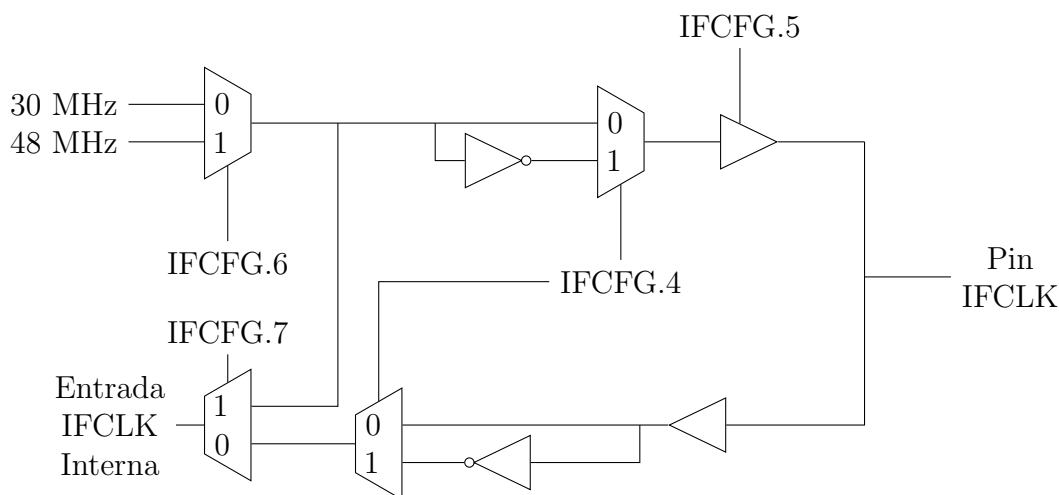 IFCFG.5
30 MHz
0
0
48 MHz
1
1
IFCFG.6
IFCFG.4
Pin
IFCLK
IFCFG.7
Entrada
IFCLK
Interna
1
0
0
1